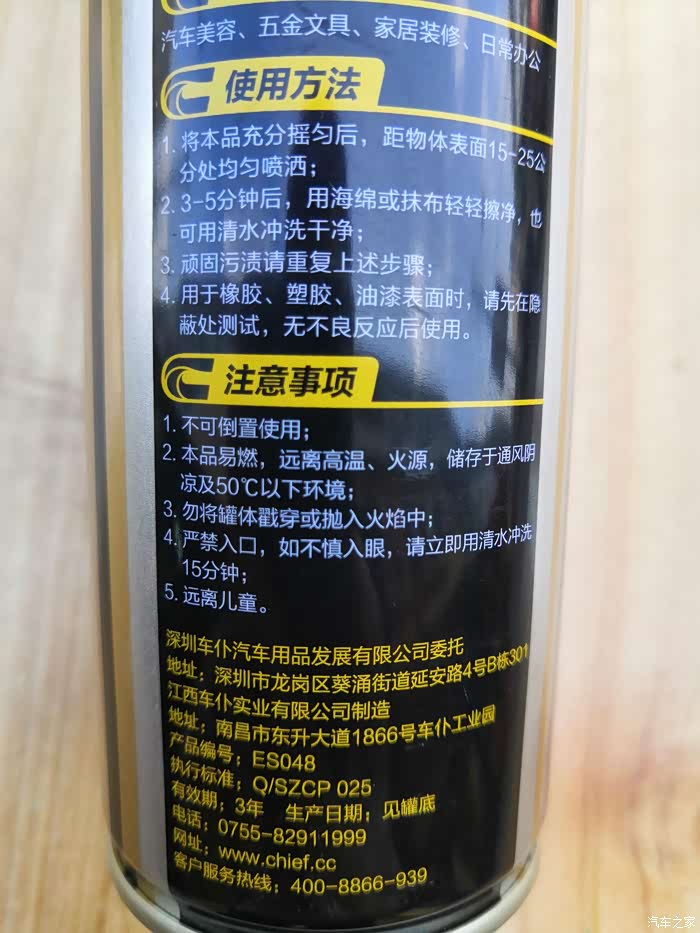 汽车美容、五金文具、家居装修、日常办公
使用方法
1. 将本品充分摇匀后，距物体表面15-25公
分处均匀喷洒；
2. 3-5分钟后，用海绵或抹布轻轻擦净，也
可用清水冲洗干净；
3. 顽固污渍请重复上述步骤；
4. 用于橡胶、塑胶、油漆表面时，请先在隐
蔽处测试，无不良反应后使用。
注意事项
1. 不可倒置使用；
2. 本品易燃，远离高温、火源，储存于通风阴
凉及50℃以下环境；
3. 勿将罐体戳穿或抛入火焰中；
4. 严禁入口，如不慎入眼，请立即用清水冲洗
15分钟；
5. 远离儿童。
深圳车仆汽车用品发展有限公司委托
地址：深圳市龙岗区葵涌街道延安路4号B栋301
江西车仆实业有限公司制造
地址：南昌市东升大道1866号车仆工业园
产品编号：ES048
执行标准：Q/SZCP 025
有效期：3年 生产日期：见罐底
电话：0755-82911999
网址：www.chief.cc
客户服务热线：400-8866-939
汽车之家